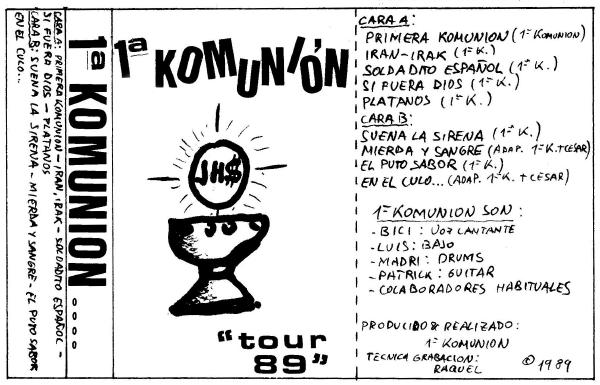 CARA A: PRIMERA KOMUNION - IRAN, IRAK - SOLDADITO ESPAÑOL -
SI FUERA DIOS - PLATANOS
CARA B: SUENA LA SIRENA - MIERDA Y SANGRE - EL PUTO SABOR
EN EL CULO...
1ª KOMUNION
1ª KOMUNIÓN
JH$
"tour
89"
CARA A:
PRIMERA KOMUNION (1ª KOMUNION)
IRAN-IRAK (1ª K.)
SOLDADITO ESPAÑOL (1ª K.)
SI FUERA DIOS (1ª K.)
PLATANOS (1ª K.)
CARA B:
SUENA LA SIRENA (1ª K.)
MIERDA Y SANGRE (ADAP. 1ª K. + CESAR)
EL PUTO SABOR (1ª K.)
EN EL CULO... (ADAP. 1ª K. + CESAR)
1ª KOMUNION SON:
- BICI: VOZ CANTANTE
- LUIS: BAJO
- MADRI: DRUMS
- PATRICK: GUITAR
- COLABORADORES HABITUALES
PRODUCIDO & REALIZADO:
1ª KOMUNION
TECNICA GRABACION:
RAQUEL
© 1989